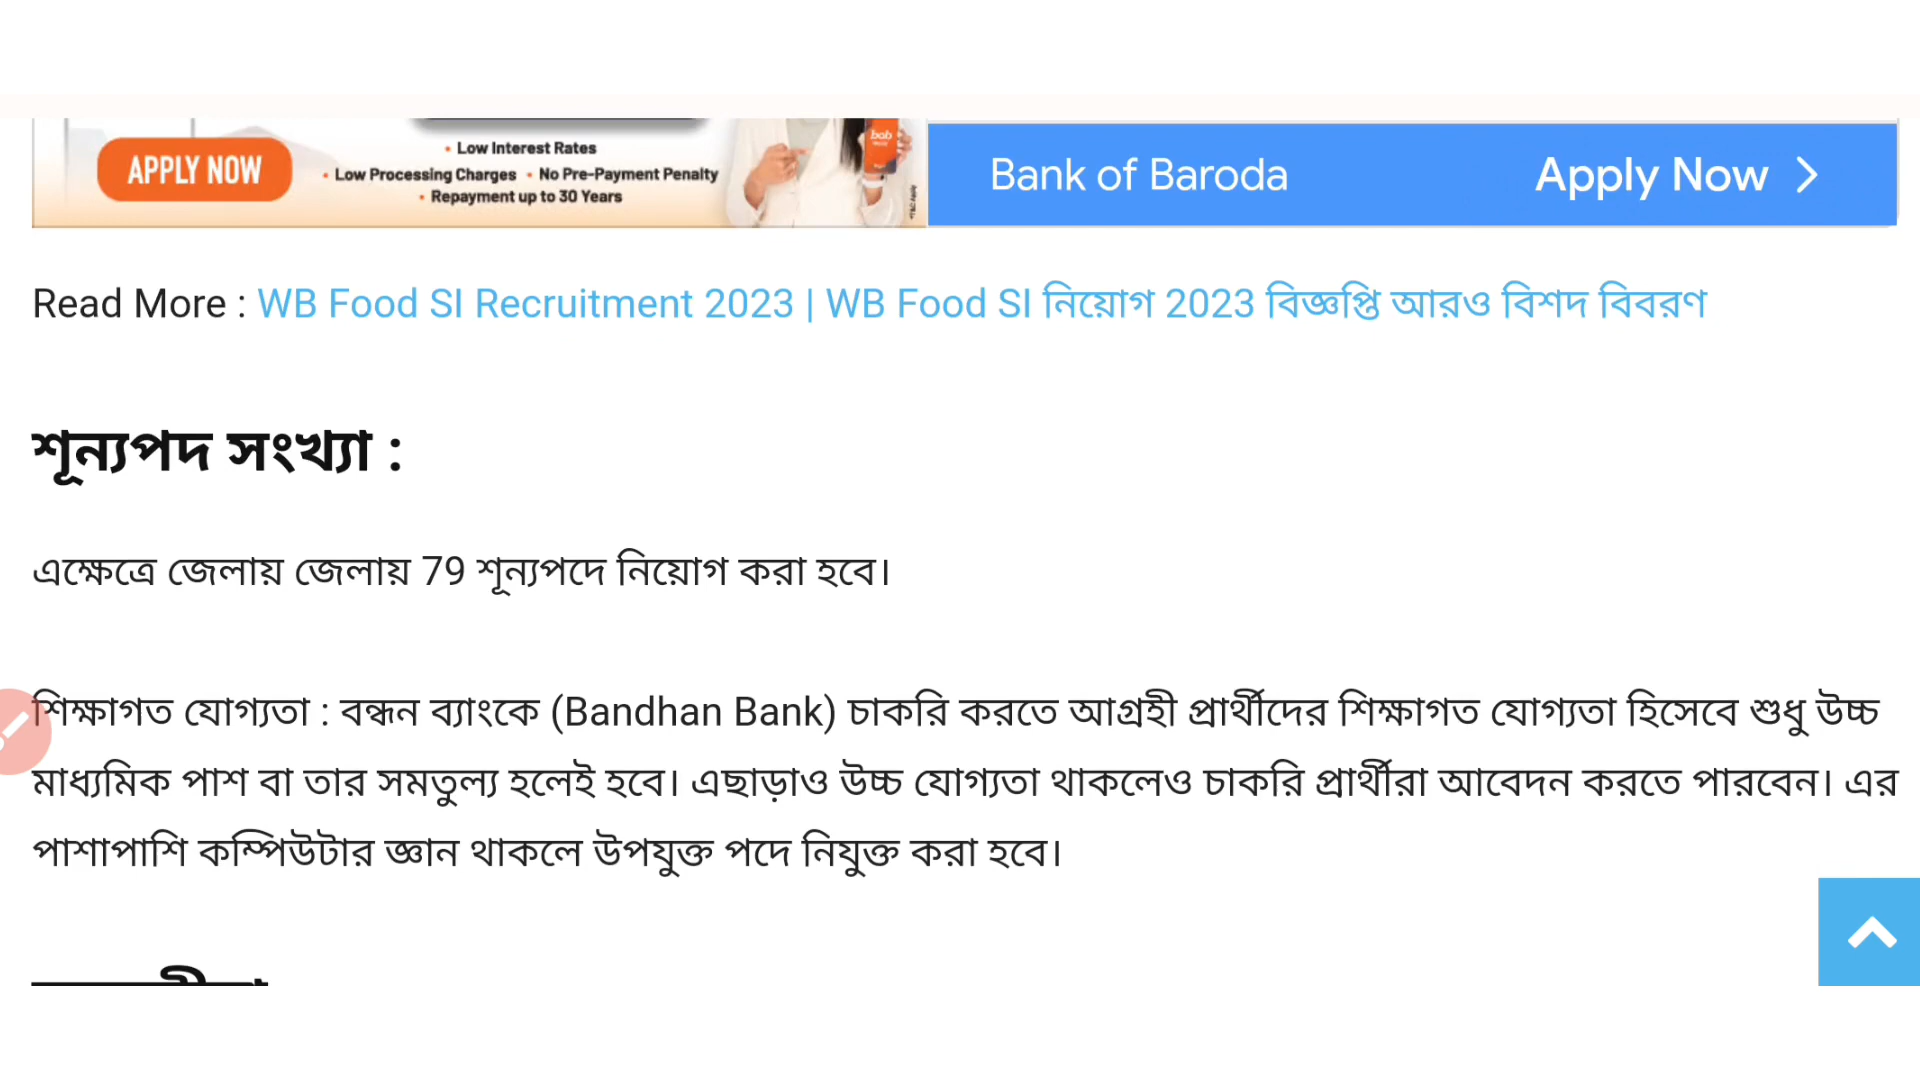 APPLY NOW
• Low Interest Rates
• Low Processing Charges • No Pre-Payment Penalty
• Repayment up to 30 Years
bob
Bank of Baroda
Apply Now
Read More : WB Food SI Recruitment 2023 | WB Food SI নিয়োগ 2023 বিজ্ঞপ্তি আরও বিশদ বিবরণ
শূন্যপদ সংখ্যা :
এক্ষেত্রে জেলায় জেলায় 79 শূন্যপদে নিয়োগ করা হবে।
শিক্ষাগত যোগ্যতা : বন্ধন ব্যাংকে (Bandhan Bank) চাকরি করতে আগ্রহী প্রার্থীদের শিক্ষাগত যোগ্যতা হিসেবে শুধু উচ্চ
মাধ্যমিক পাশ বা তার সমতুল্য হলেই হবে। এছাড়াও উচ্চ যোগ্যতা থাকলেও চাকরি প্রার্থীরা আবেদন করতে পারবেন। এর
পাশাপাশি কম্পিউটার জ্ঞান থাকলে উপযুক্ত পদে নিযুক্ত করা হবে।